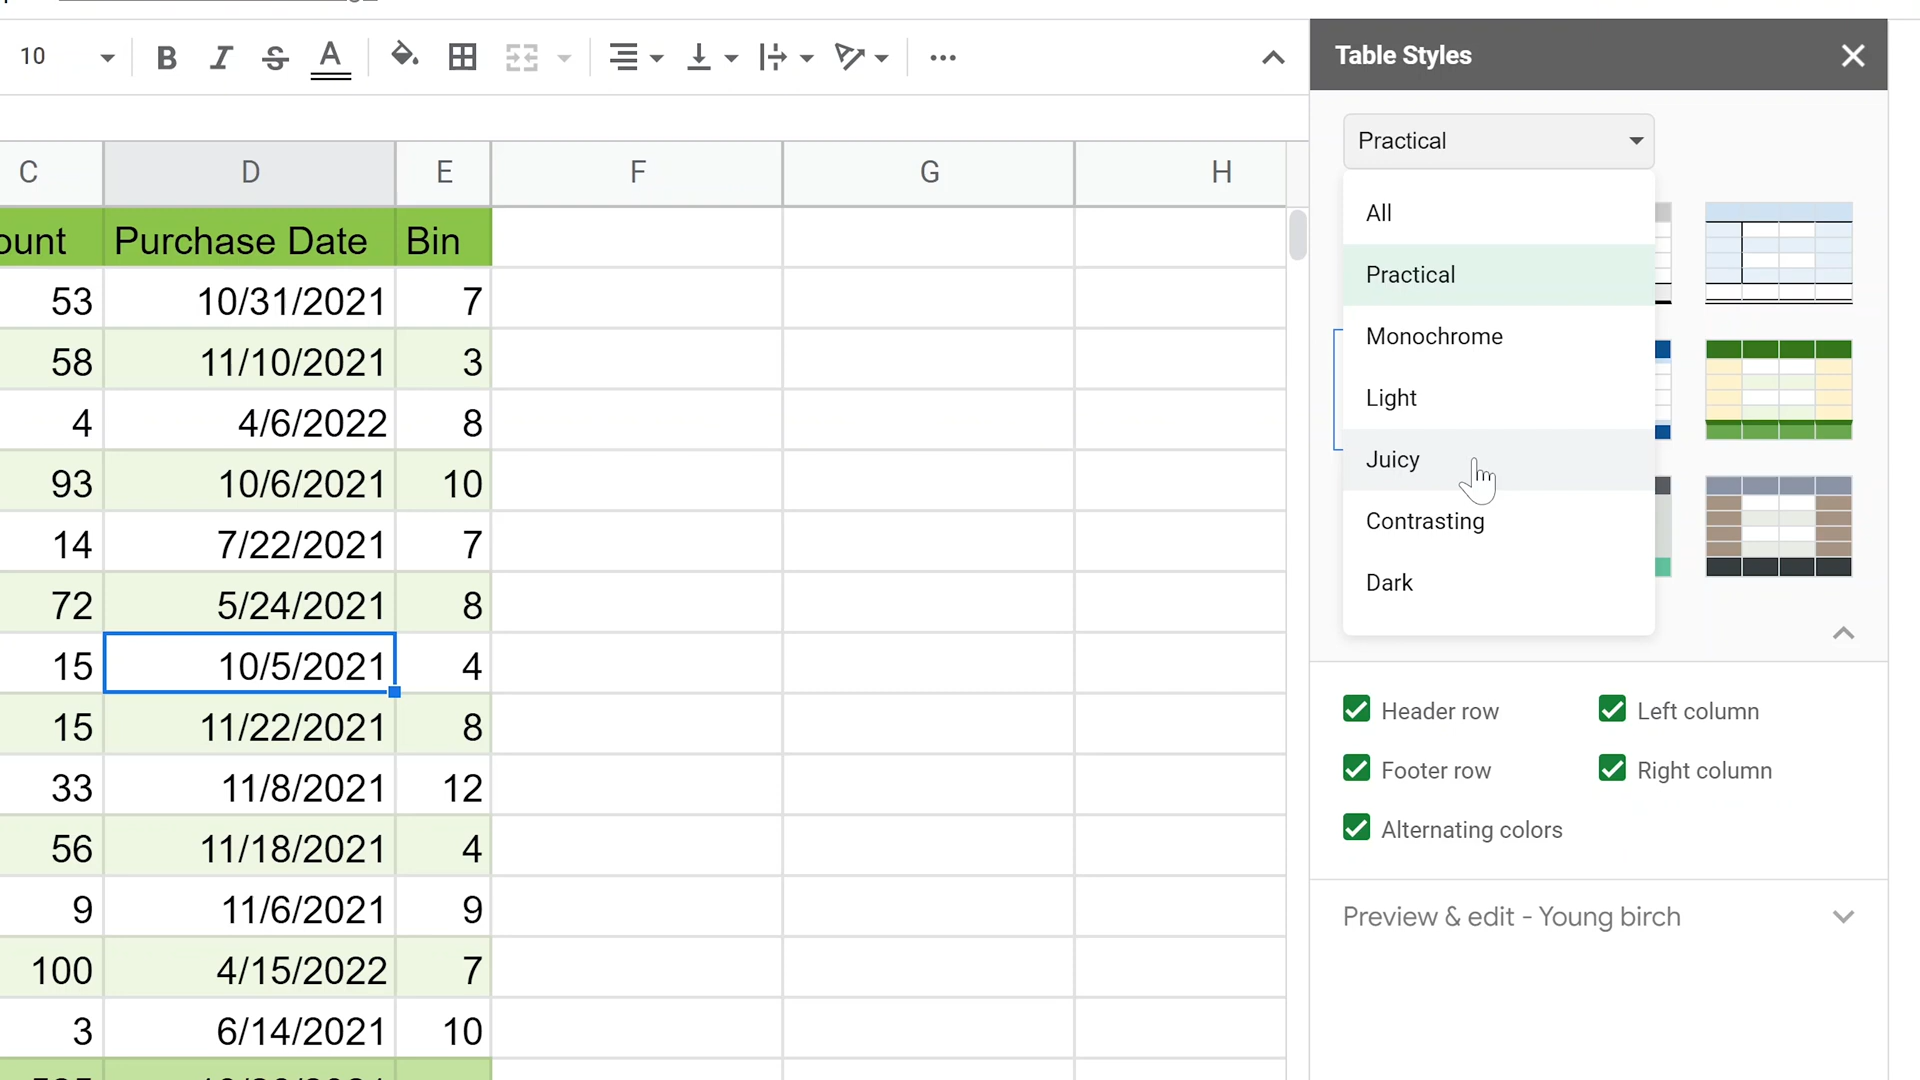 10 B I S A
Table Styles
Practical
C D E F G H
ount Purchase Date Bin
53 10/31/2021 7
58 11/10/2021 3
4 4/6/2022 8
93 10/6/2021 10
14 7/22/2021 7
72 5/24/2021 8
15 10/5/2021 4
15 11/22/2021 8
33 11/8/2021 12
56 11/18/2021 4
9 11/6/2021 9
100 4/15/2022 7
3 6/14/2021 10
All
Practical
Monochrome
Light
Juicy
Contrasting
Dark
Header row Left column
Footer row Right column
Alternating colors
Preview & edit - Young birch